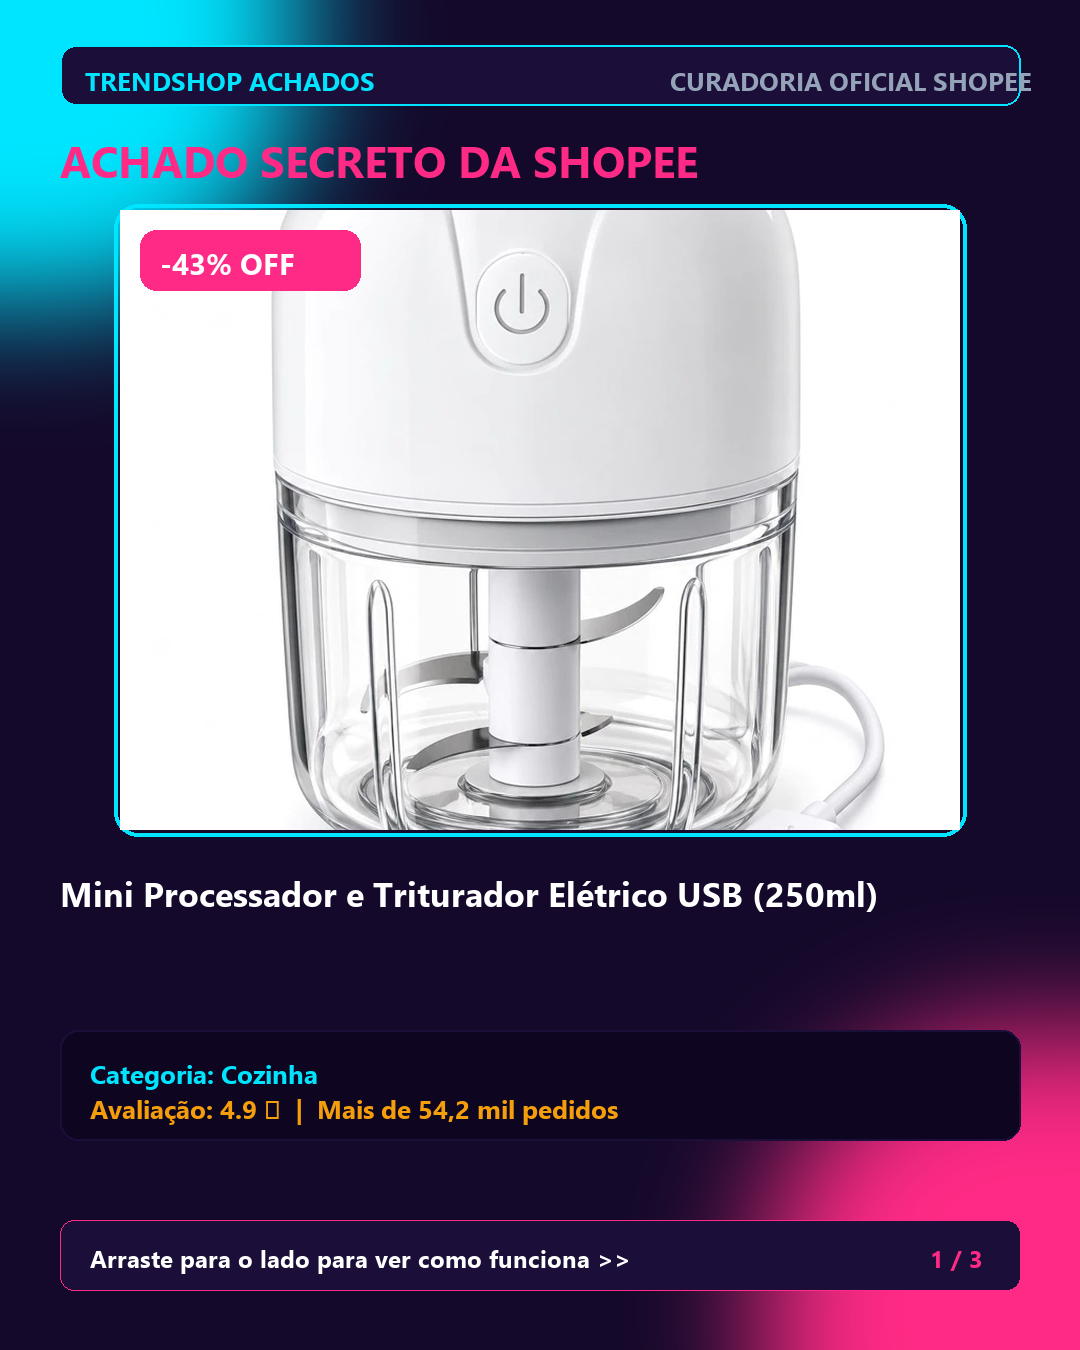 TRENDSHOP ACHADOS CURADORIA OFICIAL SHOPEE
ACHADO SECRETO DA SHOPEE
-43% OFF
Mini Processador e Triturador Elétrico USB (250ml)
Categoria: Cozinha
Avaliação: 4.9 ▯ | Mais de 54,2 mil pedidos
Arraste para o lado para ver como funciona >> 1 / 3